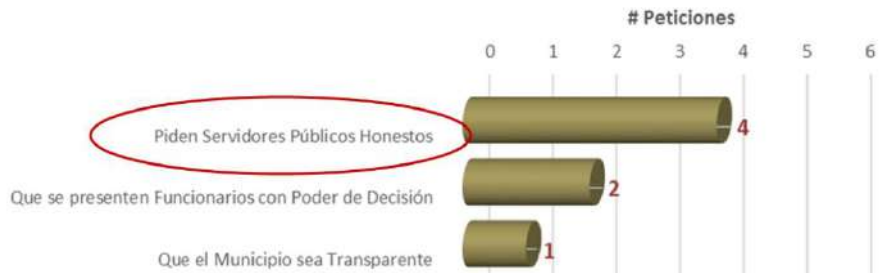 # Peticiones
0 1 2 3 4 5 6
Piden Servidores Públicos Honestos 4
Que se presenten Funcionarios con Poder de Decisión 2
Que el Municipio sea Transparente 1